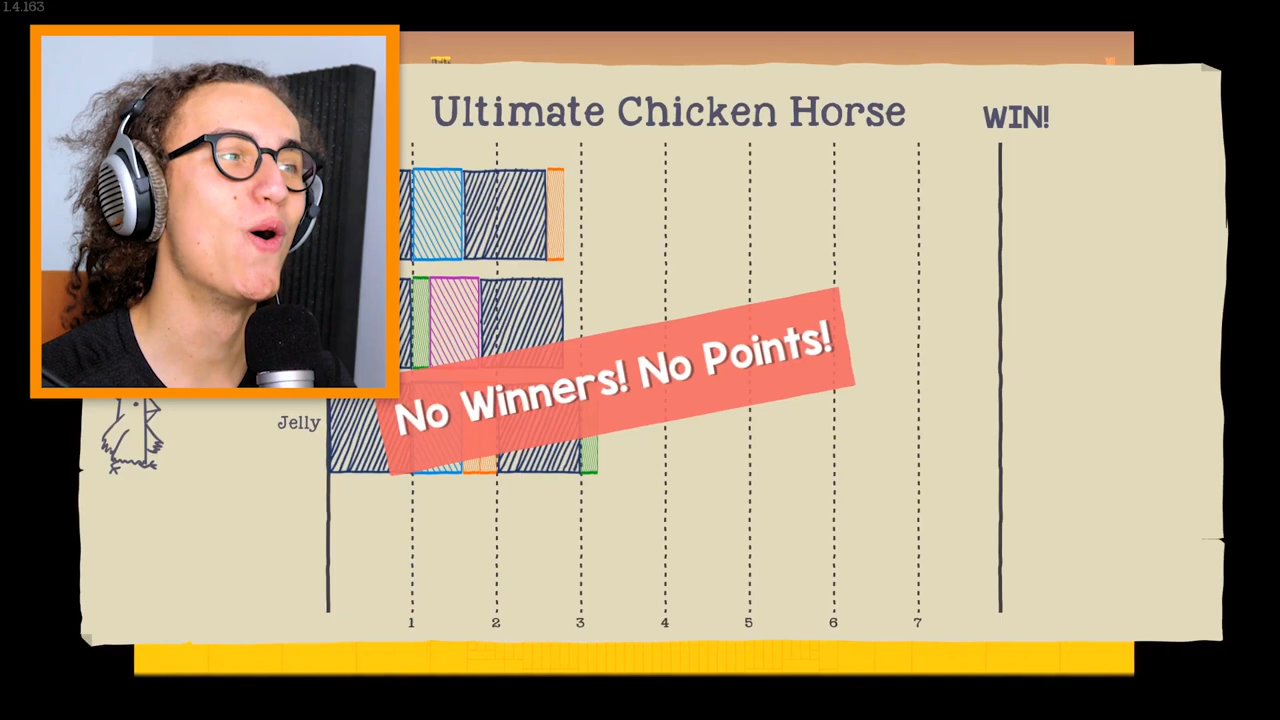 1.4.163
Ultimate Chicken Horse
WIN!
No Winners! No Points!
Jelly
1 2 3 4 5 6 7